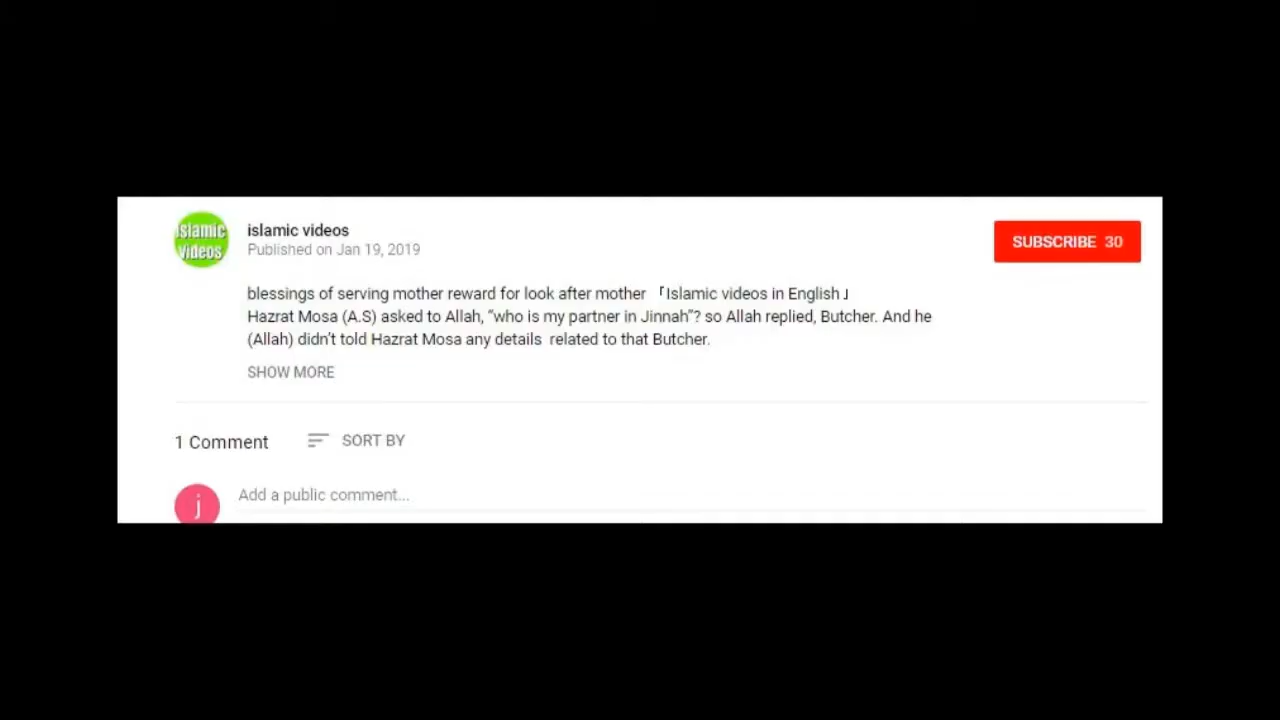 Islamic
Videos
islamic videos
Published on Jan 19, 2019
SUBSCRIBE 30
blessings of serving mother reward for look after mother 「Islamic videos in English」
Hazrat Mosa (A.S) asked to Allah, “who is my partner in Jinnah”? so Allah replied, Butcher. And he
(Allah) didn’t told Hazrat Mosa any details  related to that Butcher.
SHOW MORE
1 Comment
SORT BY
j
Add a public comment...